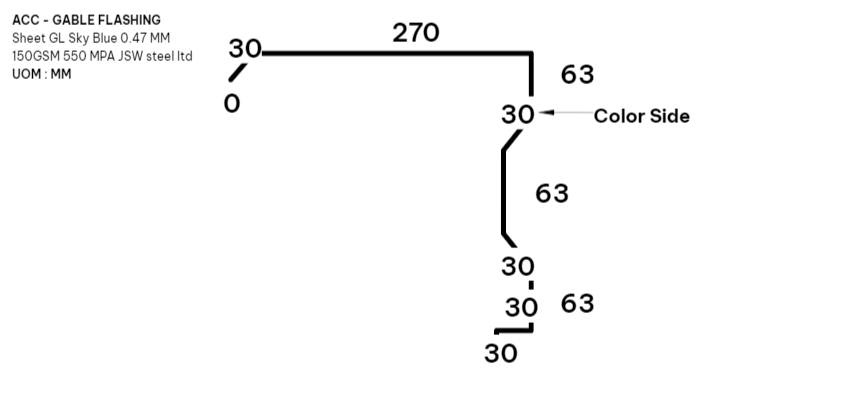 ACC - GABLE FLASHING
Sheet GL Sky Blue 0.47 MM
150GSM 550 MPA JSW steel ltd
UOM : MM
270
30
63
0
30
Color Side
63
30
30
63
30